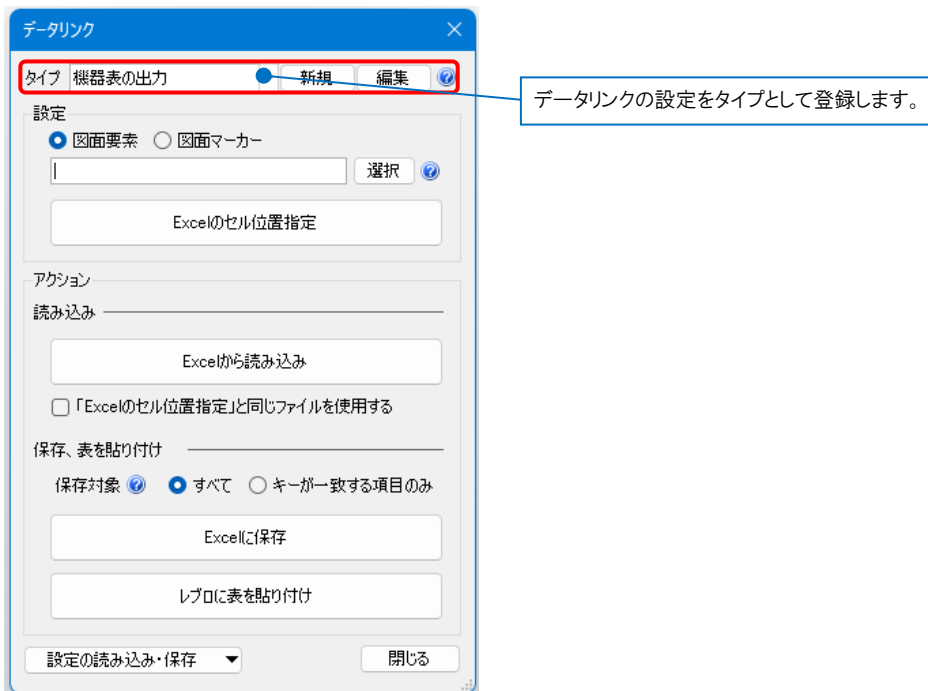 データリンク
タイプ 機器表の出力 新規 編集
データリンクの設定をタイプとして登録します。
設定
図面要素 図面マーカー
選択
Excelのセル位置指定
アクション
読み込み
Excelから読み込み
「Excelのセル位置指定」と同じファイルを使用する
保存、表を貼り付け
保存対象 すべて キーが一致する項目のみ
Excelに保存
レブロに表を貼り付け
設定の読み込み・保存 閉じる